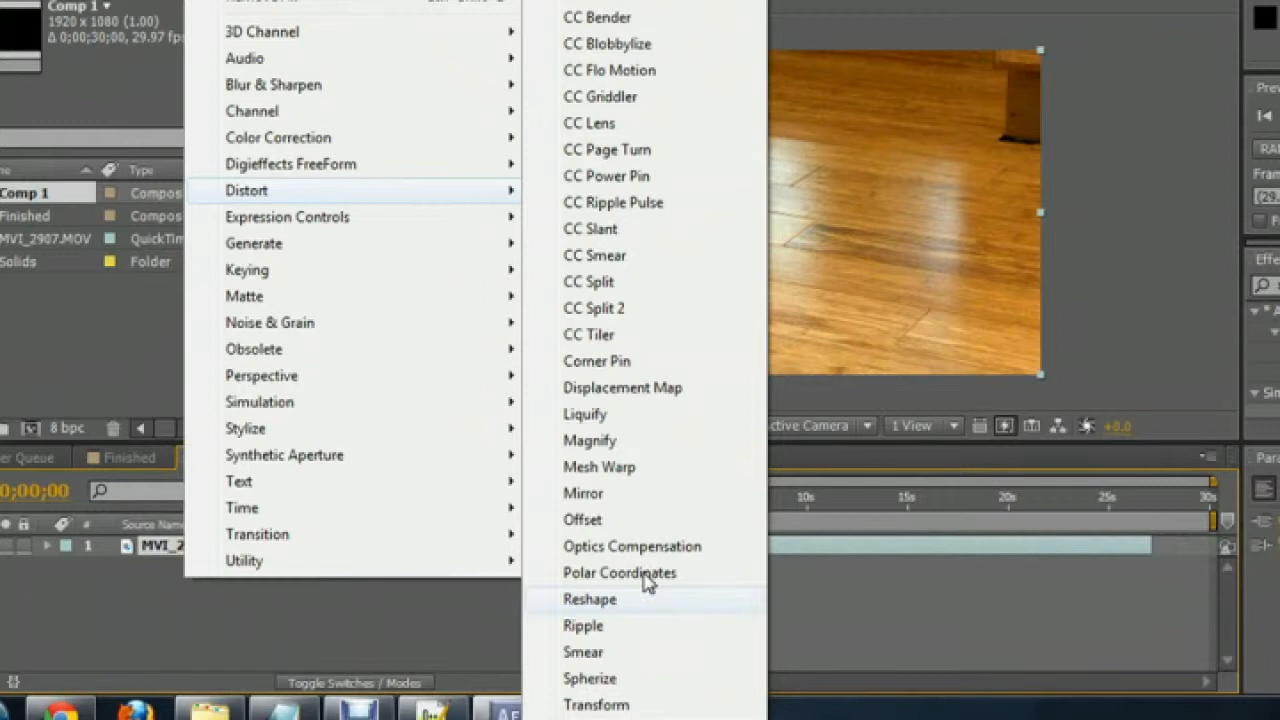 Comp 1
1920 x 1080 (1.00)
Δ 0;00;30;00, 29.97 fps
Type
Comp 1
Compos
Finished
Compos
MVI_2907.MOV
QuickTim
Solids
Folder
8 bpc
Finished
0;00;00
#
Source Name
1
MVI_2
3D Channel
Audio
Blur & Sharpen
Channel
Color Correction
Digieffects FreeForm
Distort
Expression Controls
Generate
Keying
Matte
Noise & Grain
Obsolete
Perspective
Simulation
Stylize
Synthetic Aperture
Text
Time
Transition
Utility
CC Bender
CC Blobbylize
CC Flo Motion
CC Griddler
CC Lens
CC Page Turn
CC Power Pin
CC Ripple Pulse
CC Slant
CC Smear
CC Split
CC Split 2
CC Tiler
Corner Pin
Displacement Map
Liquify
Magnify
Mesh Warp
Mirror
Offset
Optics Compensation
Polar Coordinates
Reshape
Ripple
Smear
Spherize
Transform
ctive Camera
1 View
+0.0
10s
15s
20s
25s
30s
Toggle Switches / Modes
Prev
RAM
Fram
(29.
Effe
Para